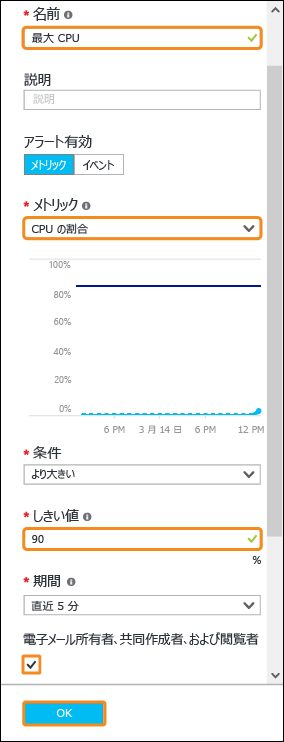 * 名前
最大 CPU
説明
説明
アラート有効
メトリック イベント
* メトリック
CPU の割合
100%
80%
60%
40%
20%
0%
6 PM 3 月 14 日 6 PM 12 PM
* 条件
より大きい
* しきい値
90
%
* 期間
直近 5 分
電子メール所有者、共同作成者、および閲覧者
OK